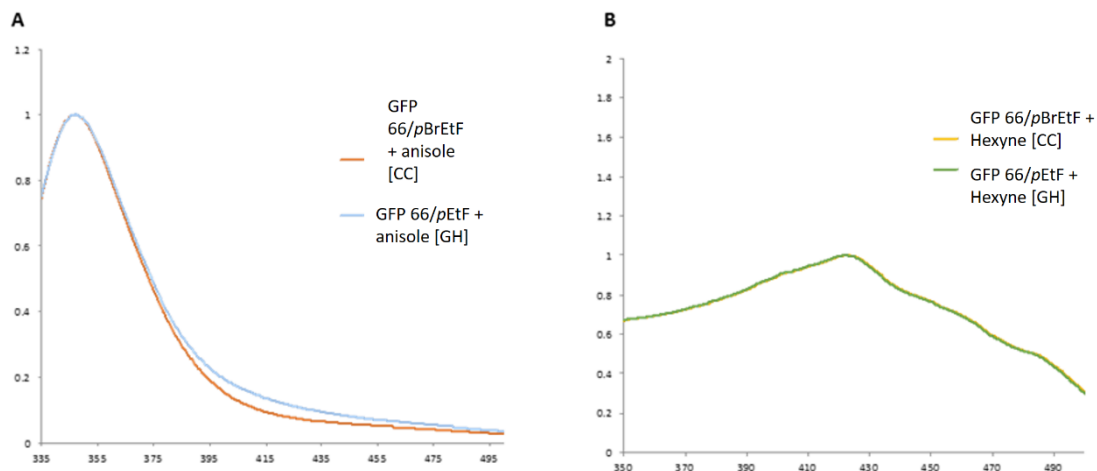 A
1.2
1
0.8
0.6
0.4
0.2
0
335 355 375 395 415 435 455 475 495
GFP
66/pBrEtF
+ anisole
[CC]
GFP 66/pEtF +
anisole [GH]
B
2
1.8
1.6
1.4
1.2
1
0.8
0.6
0.4
0.2
0
350 370 390 410 430 450 470 490
GFP 66/pBrEtF +
Hexyne [CC]
GFP 66/pEtF +
Hexyne [GH]